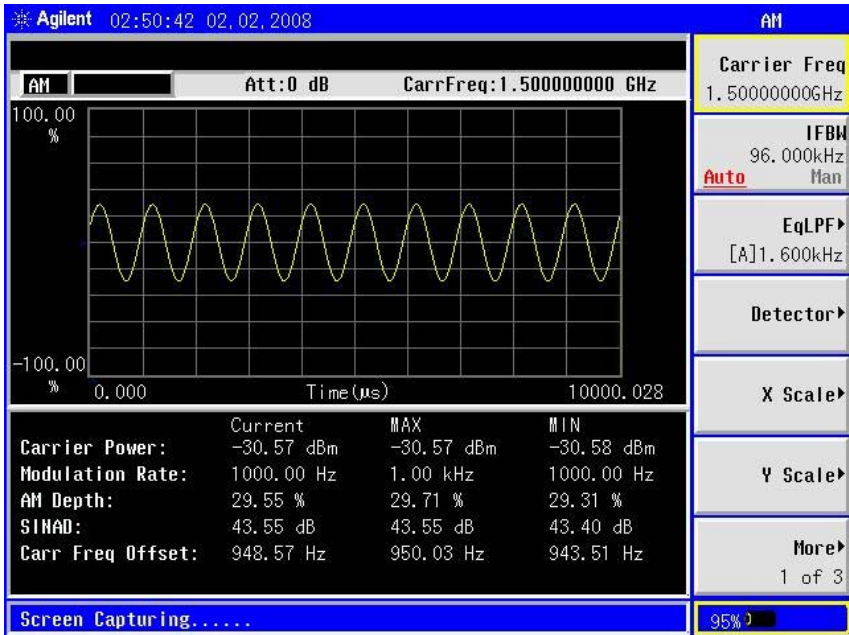 Agilent 02:50:42 02,02,2008
AM
AM Att:0 dB CarrFreq:1.500000000 GHz
100.00
%
-100.00
%
0.000 Time(µs) 10000.028
Current MAX MIN
Carrier Power: -30.57 dBm -30.57 dBm -30.58 dBm
Modulation Rate: 1000.00 Hz 1.00 kHz 1000.00 Hz
AM Depth: 29.55 % 29.71 % 29.31 %
SINAD: 43.55 dB 43.55 dB 43.40 dB
Carr Freq Offset: 948.57 Hz 950.03 Hz 943.51 Hz
Screen Capturing......
Carrier Freq
1.50000000GHz
IFBW
96.000kHz
Auto Man
EqLPF
[A]1.600kHz
Detector
X Scale
Y Scale
More
1 of 3
95%